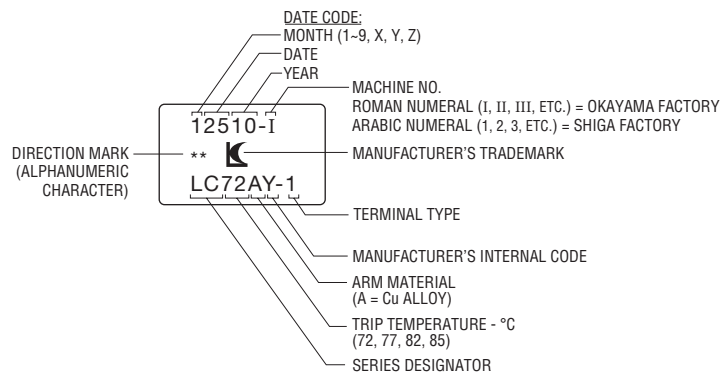 DATE CODE:
MONTH (1~9, X, Y, Z)
DATE
YEAR
MACHINE NO.
ROMAN NUMERAL (I, II, III, ETC.) = OKAYAMA FACTORY
ARABIC NUMERAL (1, 2, 3, ETC.) = SHIGA FACTORY
12510-I
DIRECTION MARK
(ALPHANUMERIC
CHARACTER)
**
MANUFACTURER'S TRADEMARK
LC72AY-1
TERMINAL TYPE
MANUFACTURER'S INTERNAL CODE
ARM MATERIAL
(A = Cu ALLOY)
TRIP TEMPERATURE - °C
(72, 77, 82, 85)
SERIES DESIGNATOR